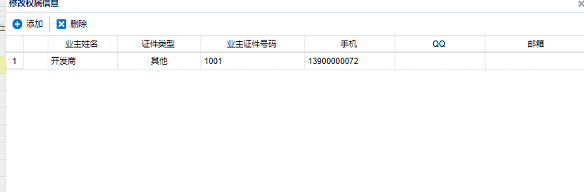 修改权属信息
添加 删除
业主姓名 证件类型 业主证件号码 手机 QQ 邮箱
1 开发商 其他 1001 13900000072